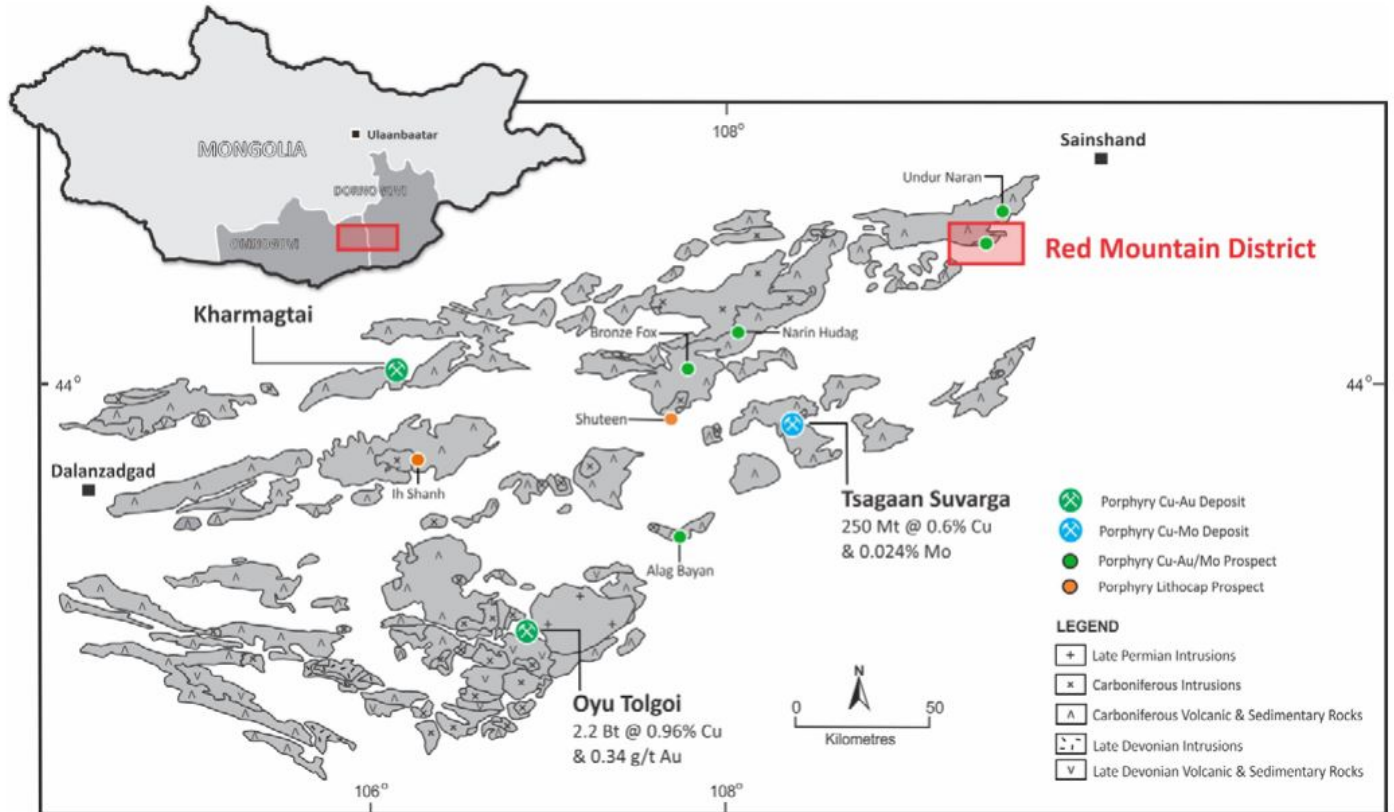 Ulaanbaatar
MONGOLIA
DORNOGOVI
OMNOGOVI
108°
Sainshand
Undur Naran
Red Mountain District
Kharmagtai
Bronze Fox
Narin Hudag
44°
44°
Shuteen
Dalanzadgad
Ih Shanh
Tsagaan Suvarga
250 Mt @ 0.6% Cu
& 0.024% Mo
Alag Bayan
Oyu Tolgoi
2.2 Bt @ 0.96% Cu
& 0.34 g/t Au
Porphyry Cu-Au Deposit
Porphyry Cu-Mo Deposit
Porphyry Cu-Au/Mo Prospect
Porphyry Lithocap Prospect
LEGEND
Late Permian Intrusions
Carboniferous Intrusions
Carboniferous Volcanic & Sedimentary Rocks
Late Devonian Intrusions
Late Devonian Volcanic & Sedimentary Rocks
N
0 50
Kilometres
106°
108°